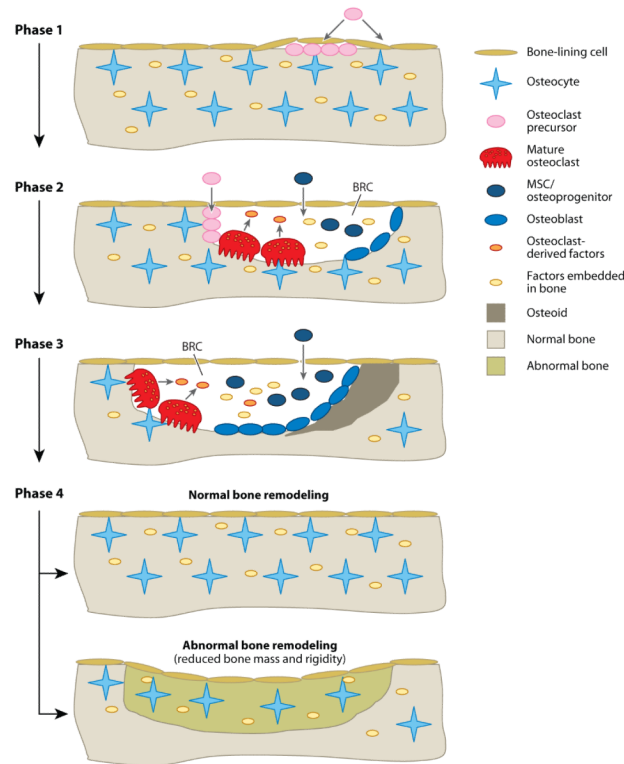 Phase 1
Bone-lining cell
Osteocyte
Osteoclast
precursor
Mature
osteoclast
Phase 2
BRC
MSC/
osteoprogenitor
Osteoblast
Osteoclast-
derived factors
Factors embedded
in bone
Osteoid
Normal bone
Abnormal bone
Phase 3
BRC
Phase 4
Normal bone remodeling
Abnormal bone remodeling
(reduced bone mass and rigidity)